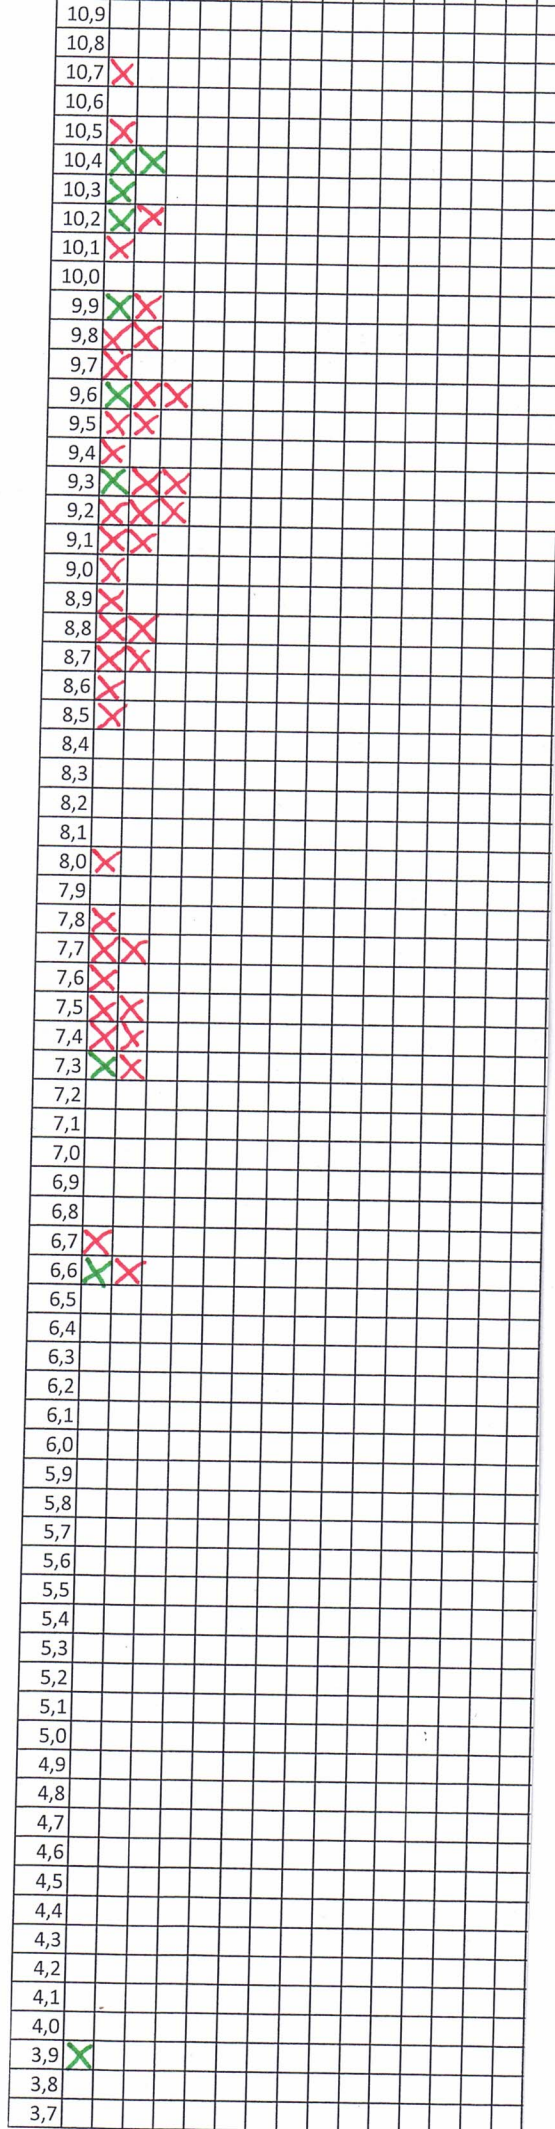 10,9
10,8
10,7 X
10,6
10,5 X
10,4 X X
10,3 X
10,2 X X
10,1 X
10,0
9,9 X X
9,8 X X
9,7 X
9,6 X X X
9,5 X X
9,4 X
9,3 X X X
9,2 X X X
9,1 X X
9,0 X
8,9 X
8,8 X X
8,7 X X
8,6 X
8,5 X
8,4
8,3
8,2
8,1
8,0 X
7,9
7,8 X
7,7 X X
7,6 X
7,5 X X
7,4 X X
7,3 X X
7,2
7,1
7,0
6,9
6,8
6,7 X
6,6 X X
6,5
6,4
6,3
6,2
6,1
6,0
5,9
5,8
5,7
5,6
5,5
5,4
5,3
5,2
5,1
5,0
4,9
4,8
4,7
4,6
4,5
4,4
4,3
4,2
4,1
4,0
3,9 X
3,8
3,7